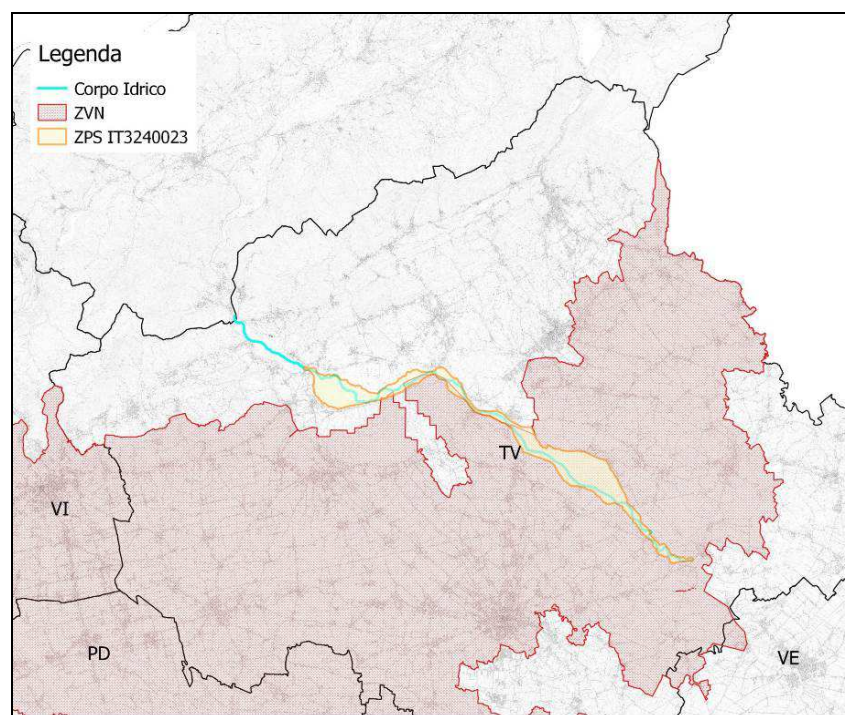 Legenda
Corpo Idrico
ZVN
ZPS IT3240023
TV
VI
PD
VE